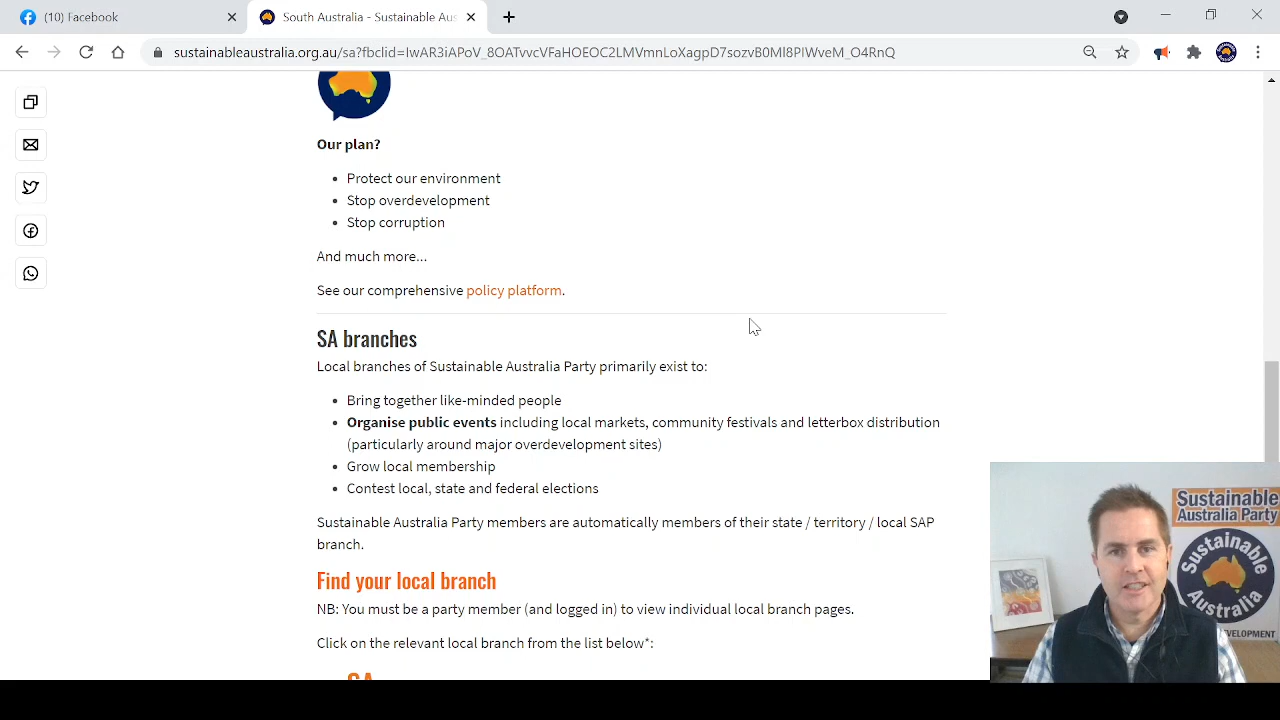 (10) Facebook
South Australia - Sustainable Aus
sustainableaustralia.org.au/sa?fbclid=IwAR3iAPoV_8OATvvcVFaHOEOC2LMVmnLoXagpD7sozvB0Ml8PlWveM_O4RnQ
Our plan?
• Protect our environment
• Stop overdevelopment
• Stop corruption
And much more...
See our comprehensive policy platform.
SA branches
Local branches of Sustainable Australia Party primarily exist to:
• Bring together like-minded people
• Organise public events including local markets, community festivals and letterbox distribution
(particularly around major overdevelopment sites)
• Grow local membership
• Contest local, state and federal elections
Sustainable Australia Party members are automatically members of their state / territory / local SAP
branch.
Find your local branch
NB: You must be a party member (and logged in) to view individual local branch pages.
Click on the relevant local branch from the list below*:
SA
Sustainable
Australia Party
Sustainable
Australia
DEVELOPMENT